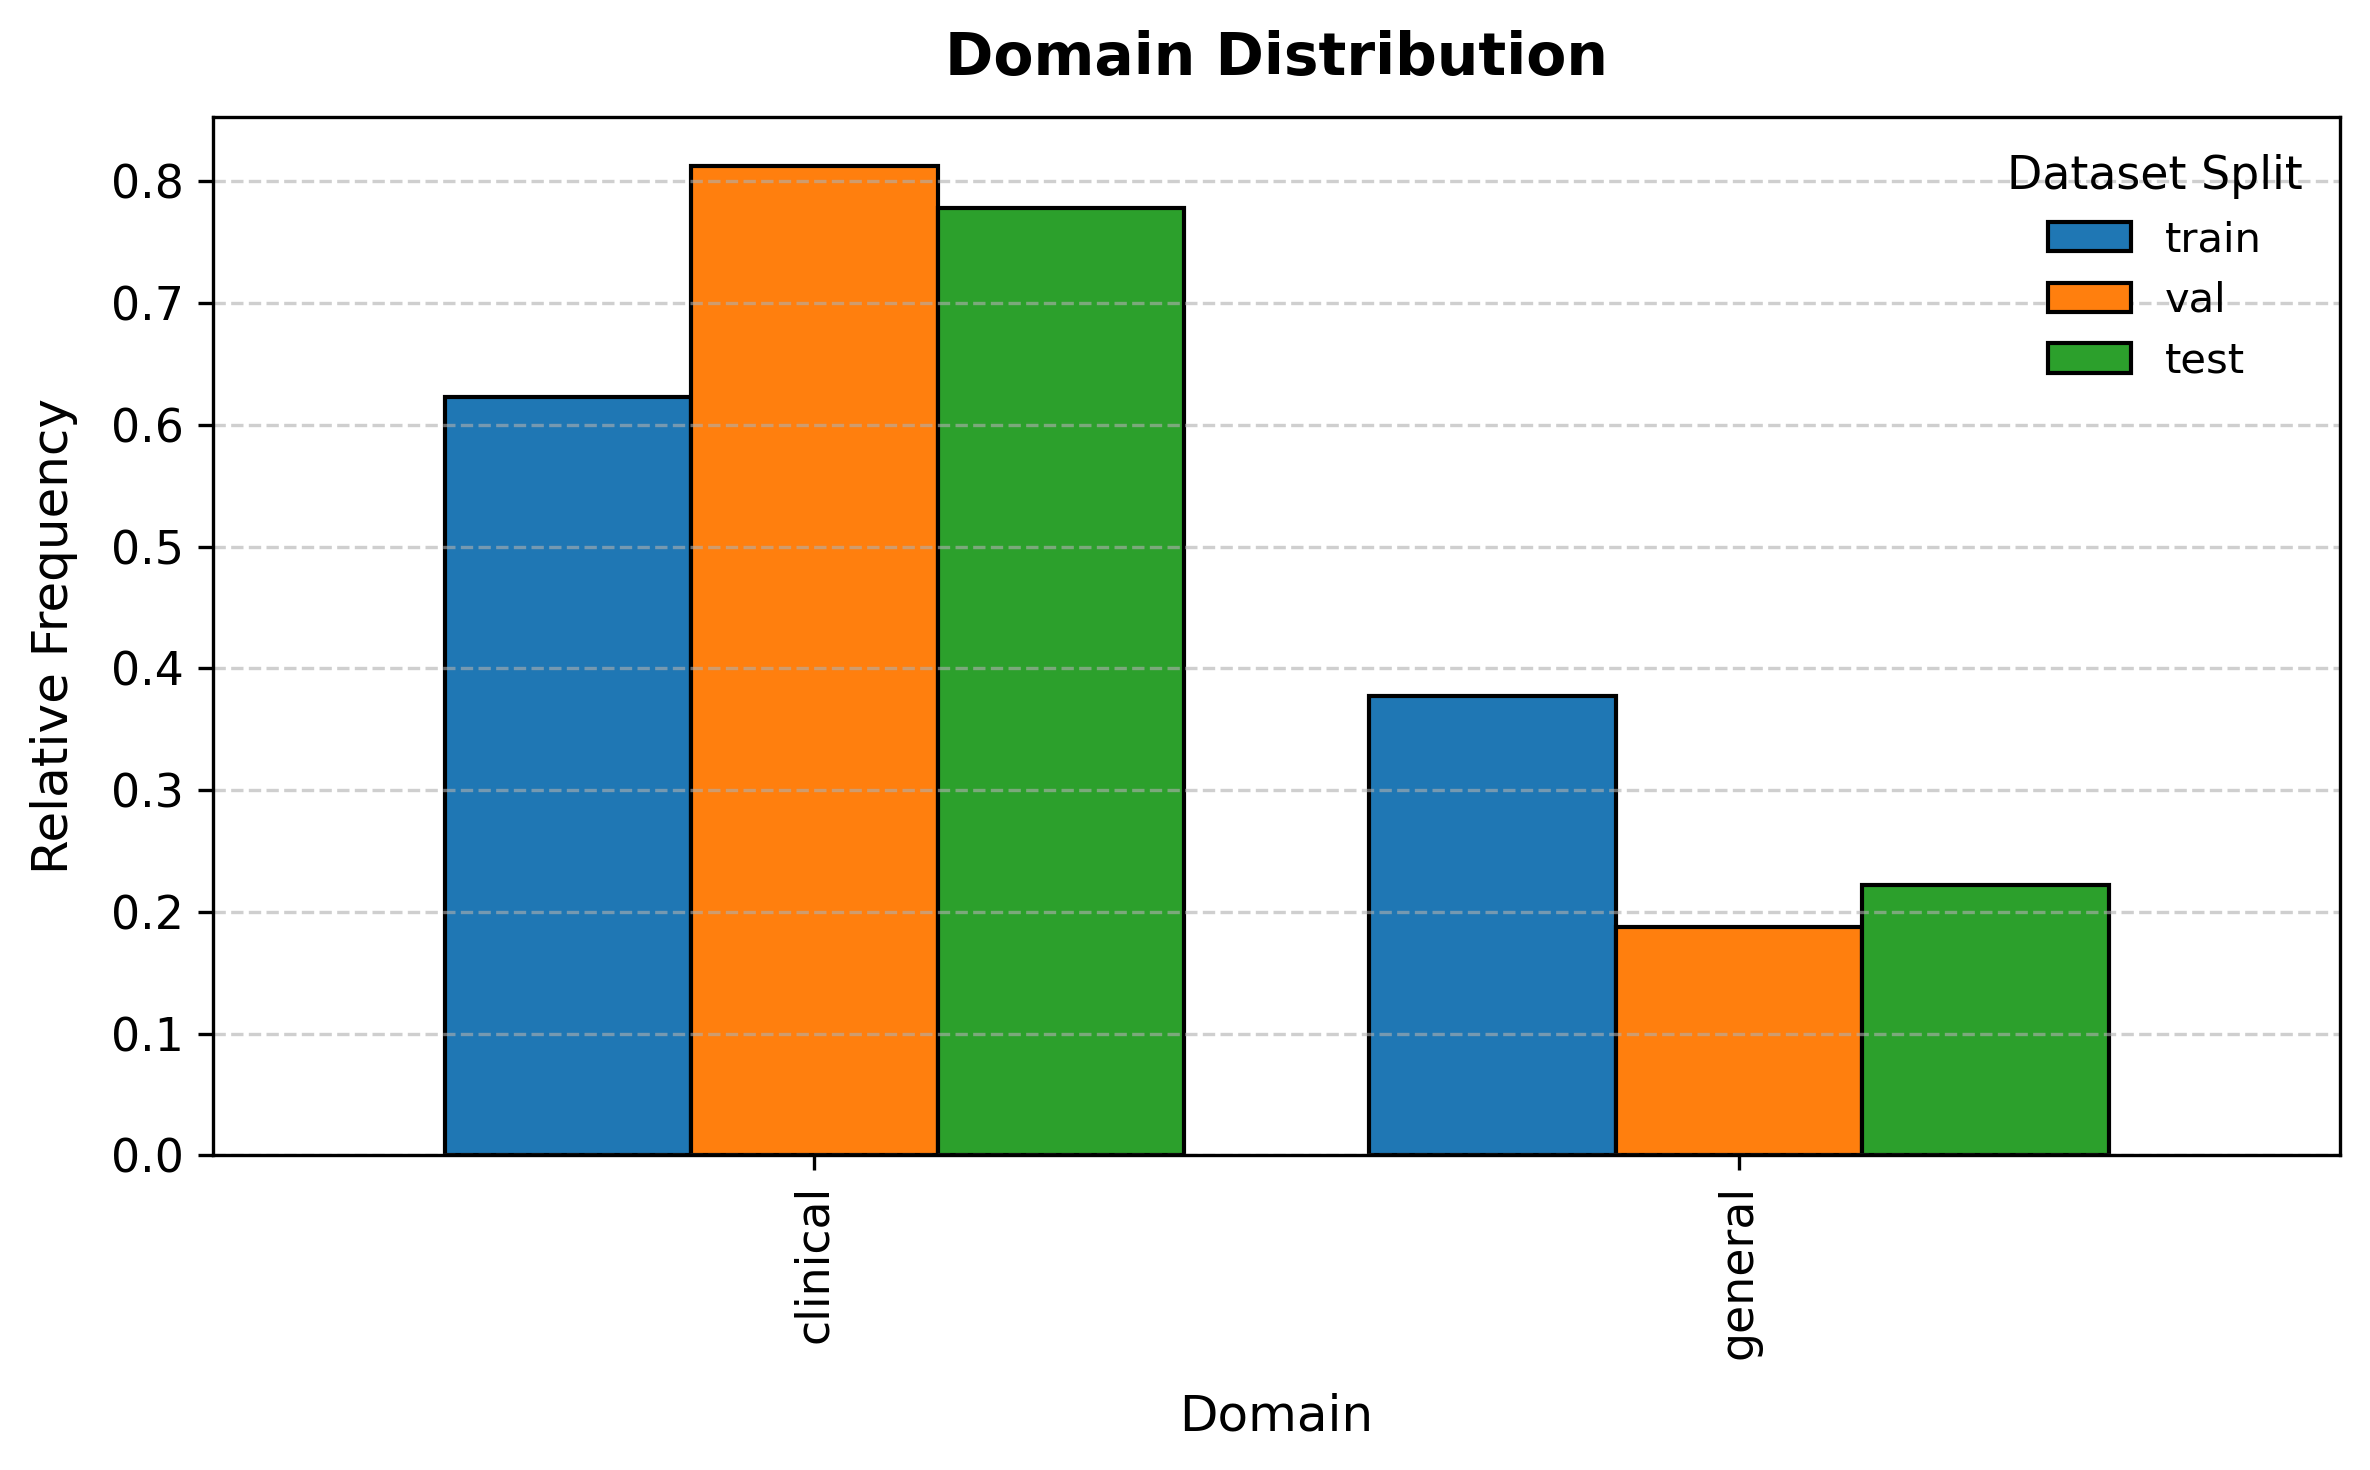 Domain Distribution
Dataset Split
train
val
test
Relative Frequency
0.8
0.7
0.6
0.5
0.4
0.3
0.2
0.1
0.0
clinical
general
Domain